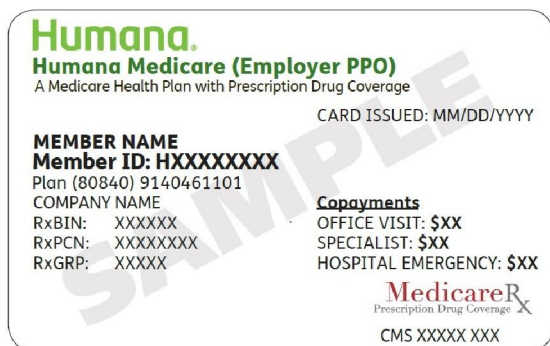 Humana®
Humana Medicare (Employer PPO)
A Medicare Health Plan with Prescription Drug Coverage
CARD ISSUED: MM/DD/YYYY
MEMBER NAME
Member ID: HXXXXXXXX
Plan (80840) 9140461101
COMPANY NAME
RxBIN: XXXXXX
RxPCN: XXXXXXXX
RxGRP: XXXXX
Copayments
OFFICE VISIT: $XX
SPECIALIST: $XX
HOSPITAL EMERGENCY: $XX
MedicareRx
Prescription Drug Coverage
CMS XXXXX XXX
SAMPLE